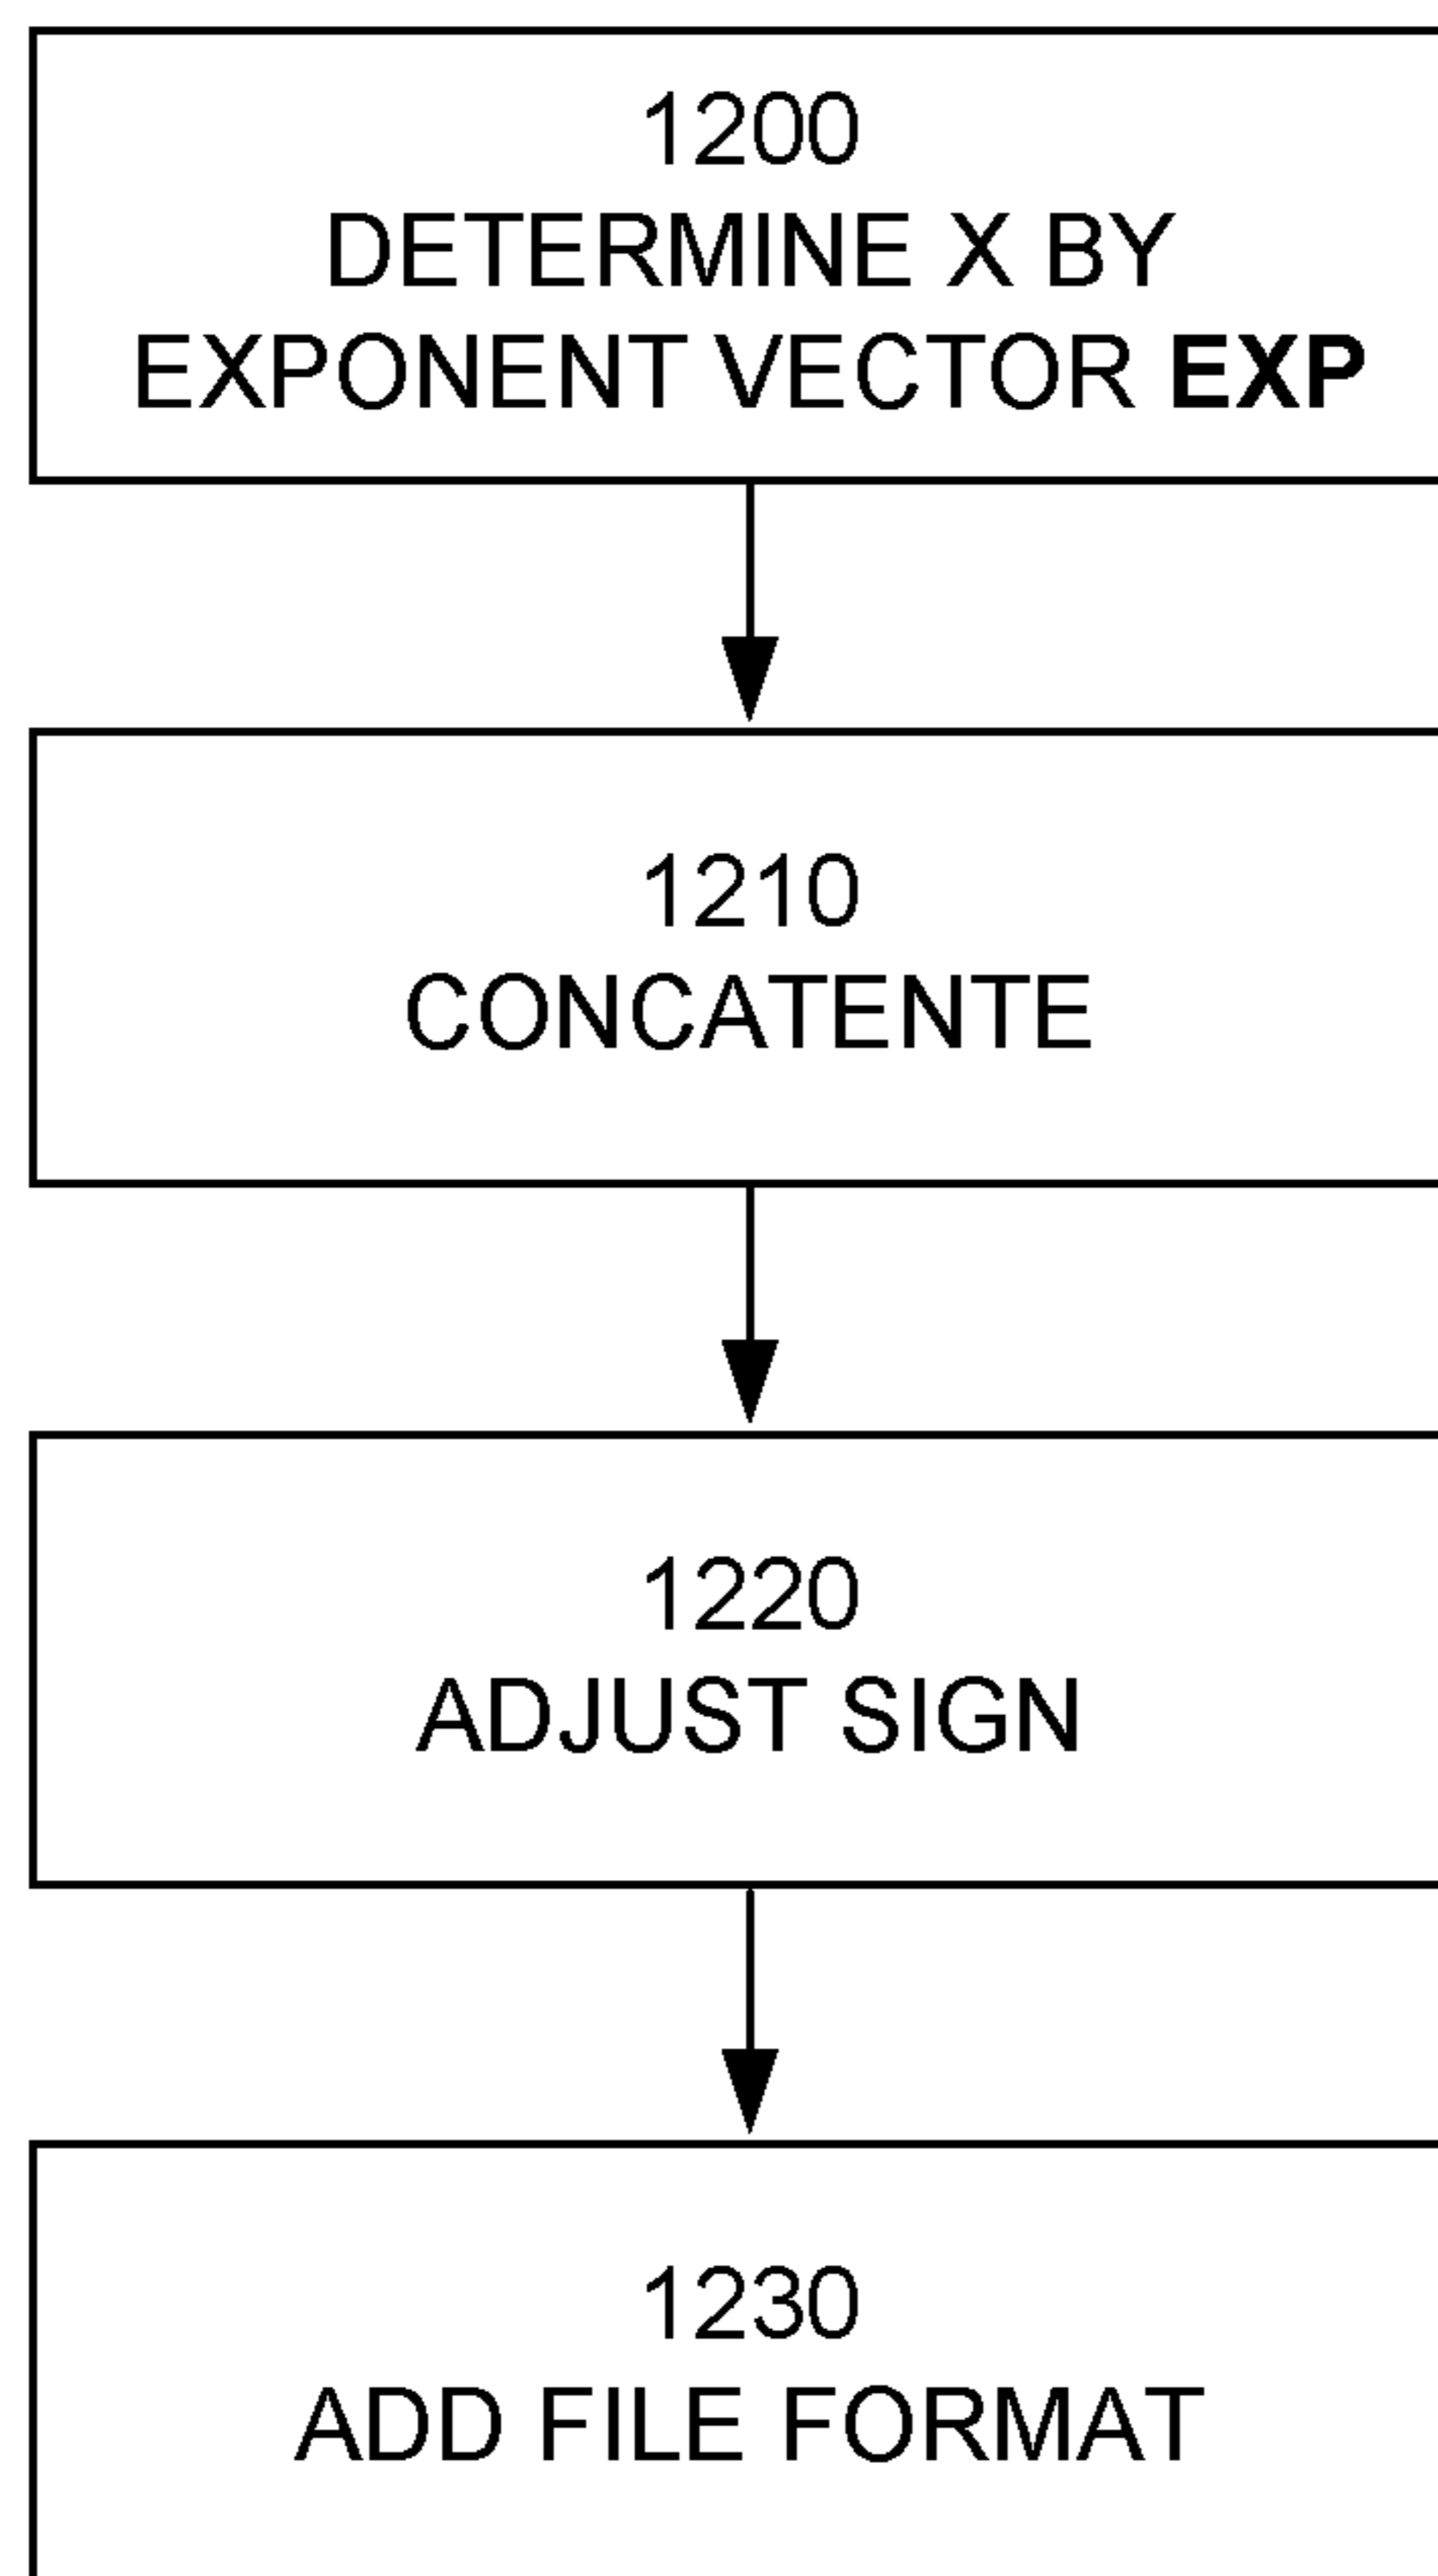 1200
DETERMINE X BY
EXPONENT VECTOR EXP
1210
CONCATENTE
1220
ADJUST SIGN
1230
ADD FILE FORMAT